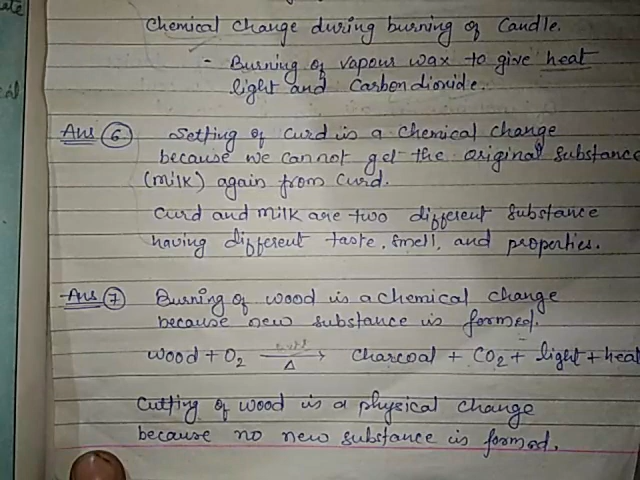 Chemical change during burning of Candle.
- Burning of vapour wax to give heat
light and Carbondioxide.
Ans 6 Setting of Curd is a chemical change
because we cannot get the original substance
(milk) again from Curd.
Curd and milk are two different substance
having different taste, smell, and properties.
Ans 7 Burning of wood is a chemical change
because new substance is formed.
wood + O2 → Δ charcoal + CO2 + light + heat
Cutting of wood is a physical change
because no new substance is formed.